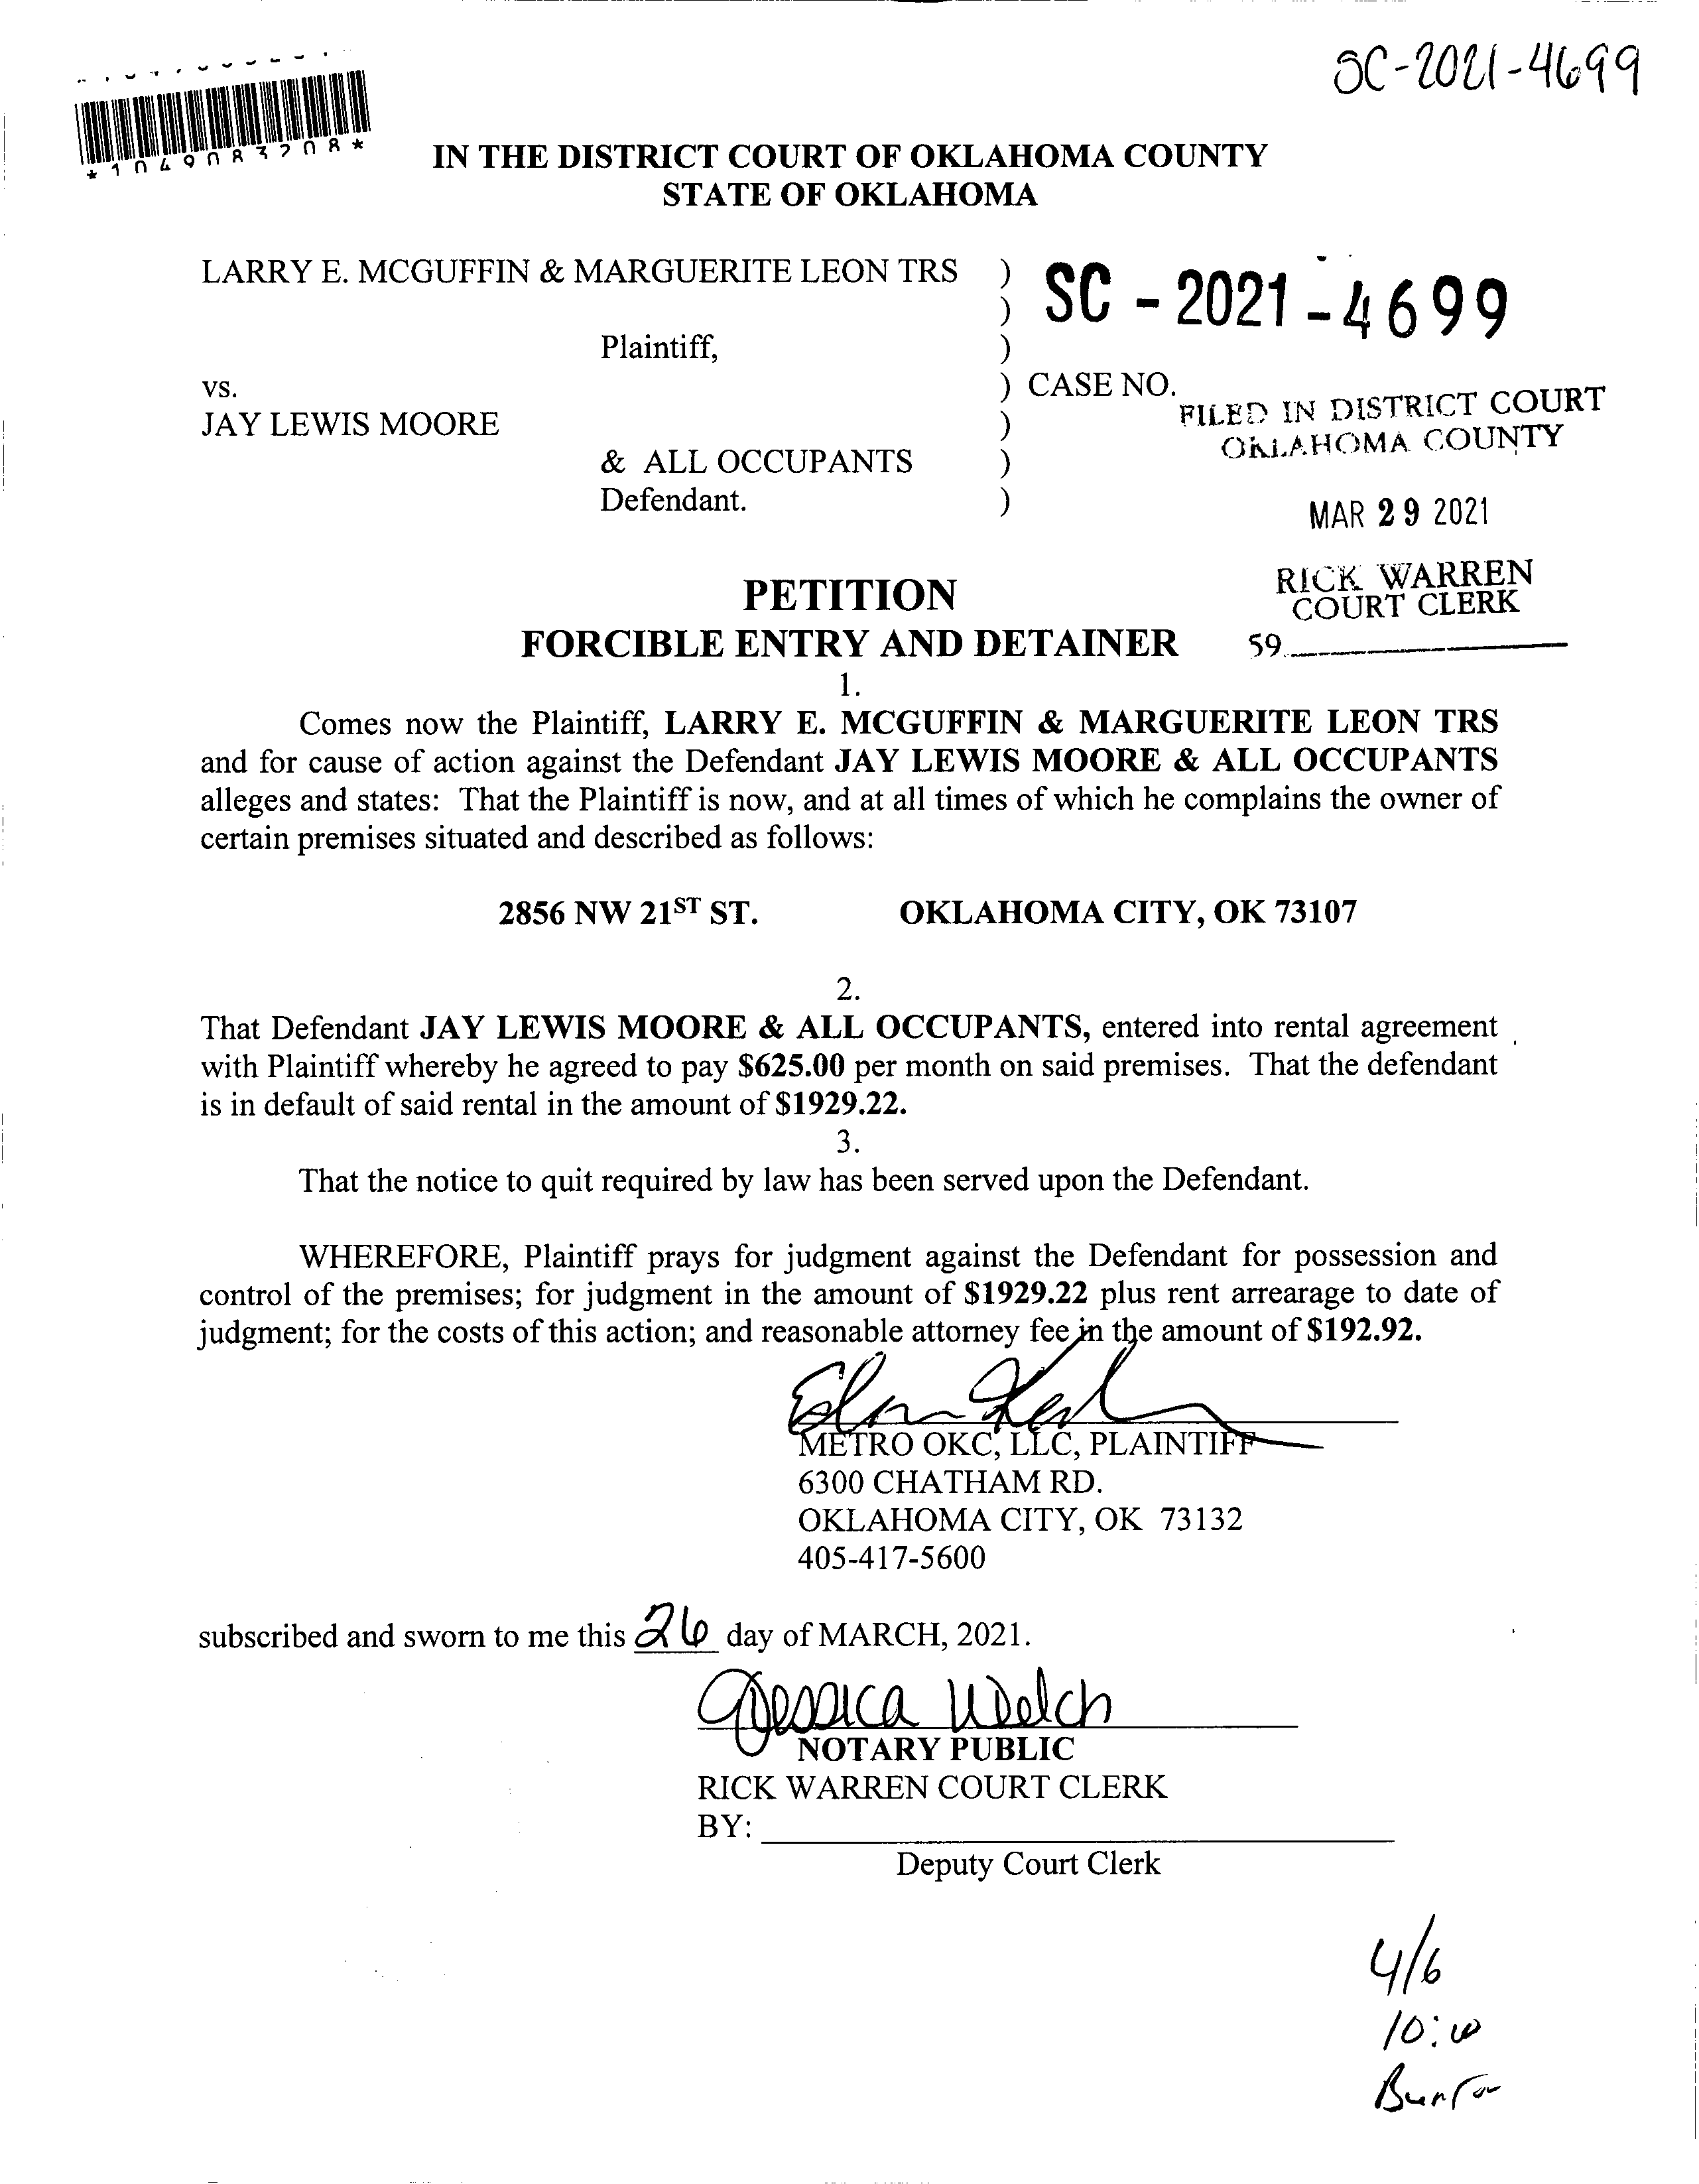 SC-2021-4699
IN THE DISTRICT COURT OF OKLAHOMA COUNTY
STATE OF OKLAHOMA
LARRY E. MCGUFFIN & MARGUERITE LEON TRS )
) SC - 2021 - 4699
Plaintiff, )
vs. ) CASE NO.
FILED IN DISTRICT COURT
JAY LEWIS MOORE )
OKLAHOMA COUNTY
& ALL OCCUPANTS )
Defendant. )
MAR 29 2021
RICK WARREN
PETITION
COURT CLERK
FORCIBLE ENTRY AND DETAINER 59
1.
Comes now the Plaintiff, LARRY E. MCGUFFIN & MARGUERITE LEON TRS
and for cause of action against the Defendant JAY LEWIS MOORE & ALL OCCUPANTS
alleges and states: That the Plaintiff is now, and at all times of which he complains the owner of
certain premises situated and described as follows:
2856 NW 21ST ST. OKLAHOMA CITY, OK 73107
2.
That Defendant JAY LEWIS MOORE & ALL OCCUPANTS, entered into rental agreement
with Plaintiff whereby he agreed to pay $625.00 per month on said premises. That the defendant
is in default of said rental in the amount of $1929.22.
3.
That the notice to quit required by law has been served upon the Defendant.
WHEREFORE, Plaintiff prays for judgment against the Defendant for possession and
control of the premises; for judgment in the amount of $1929.22 plus rent arrearage to date of
judgment; for the costs of this action; and reasonable attorney fee in the amount of $192.92.
METRO OKC, LLC, PLAINTIFF
6300 CHATHAM RD.
OKLAHOMA CITY, OK 73132
405-417-5600
subscribed and sworn to me this 26 day of MARCH, 2021.
Jessica Welch
NOTARY PUBLIC
RICK WARREN COURT CLERK
BY:
Deputy Court Clerk
4/6